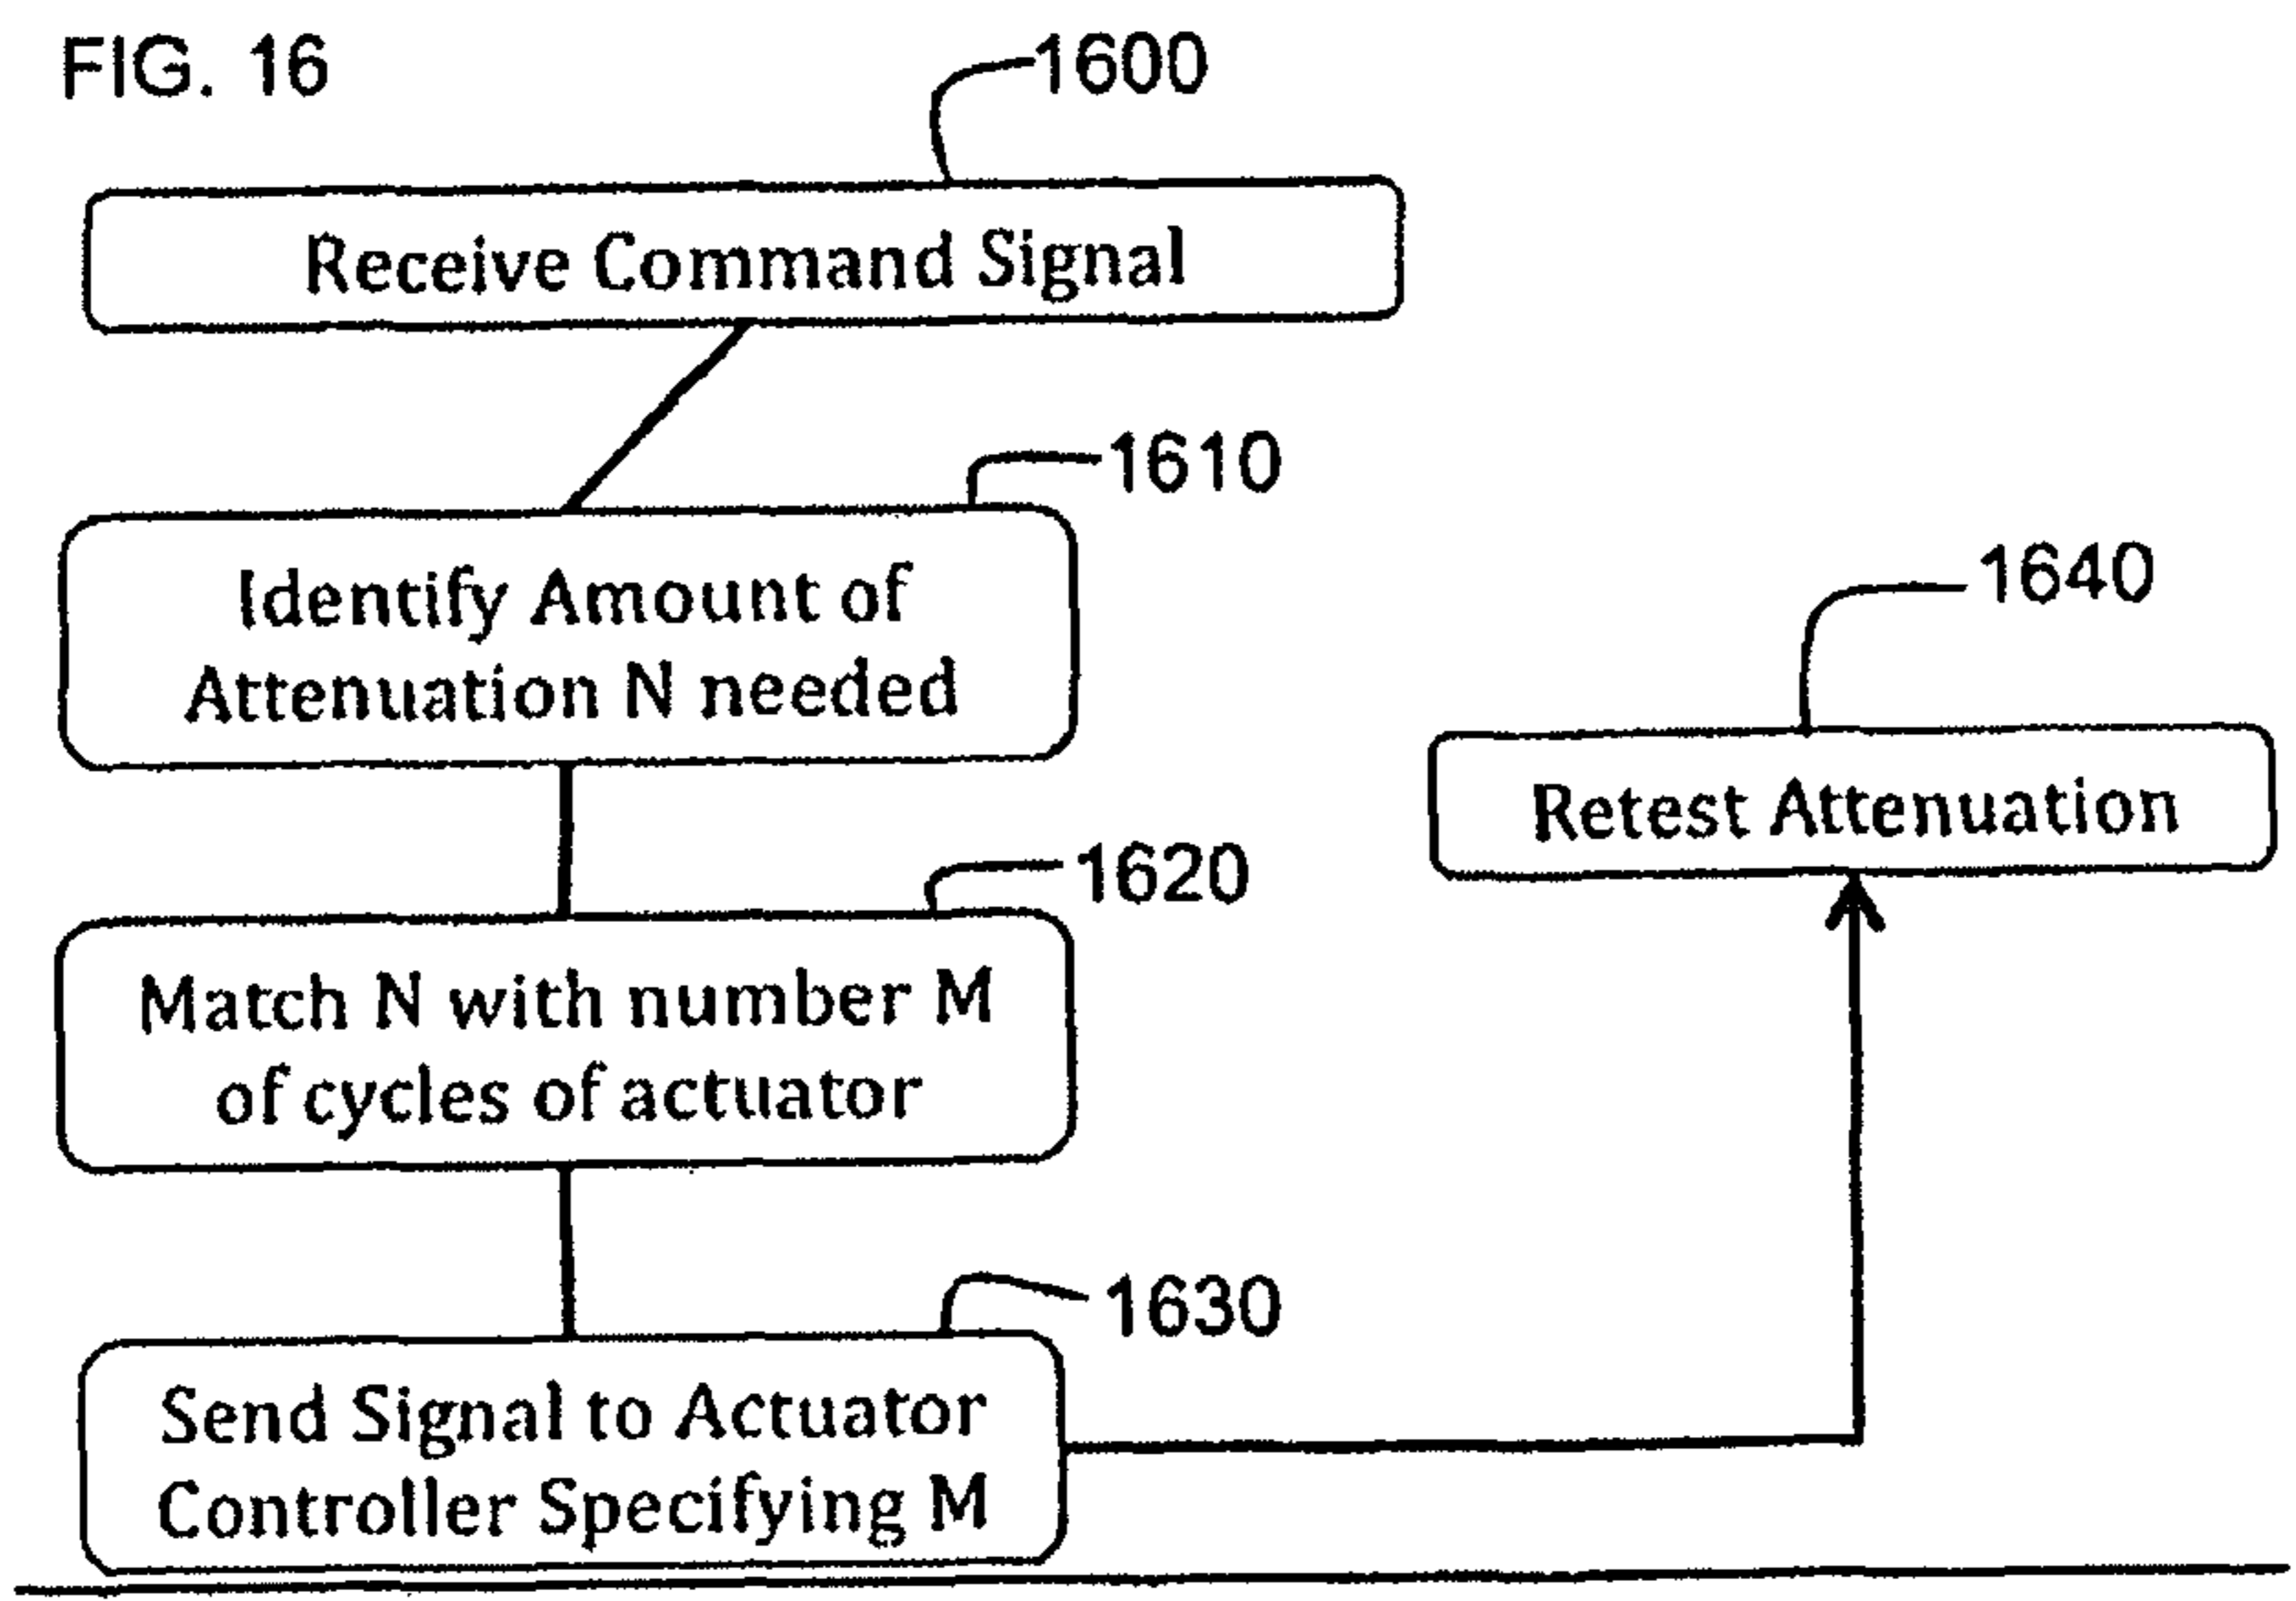 FIG. 16
1600
Receive Command Signal
1610
Identify Amount of
Attenuation N needed
1640
Retest Attenuation
1620
Match N with number M
of cycles of actuator
1630
Send Signal to Actuator
Controller Specifying M